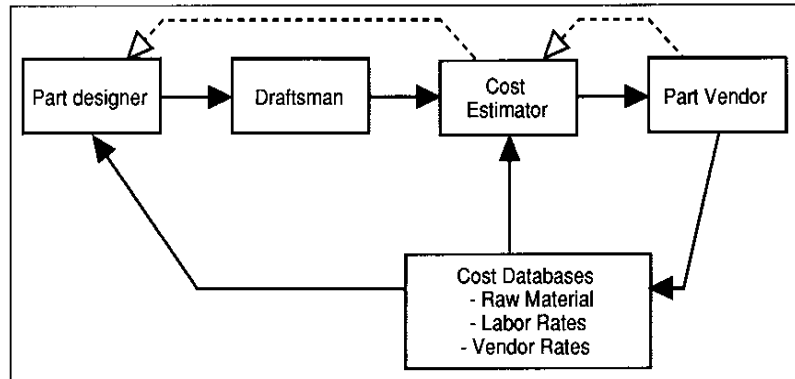 Part designer
Draftsman
Cost
Estimator
Part Vendor
Cost Databases
- Raw Material
- Labor Rates
- Vendor Rates